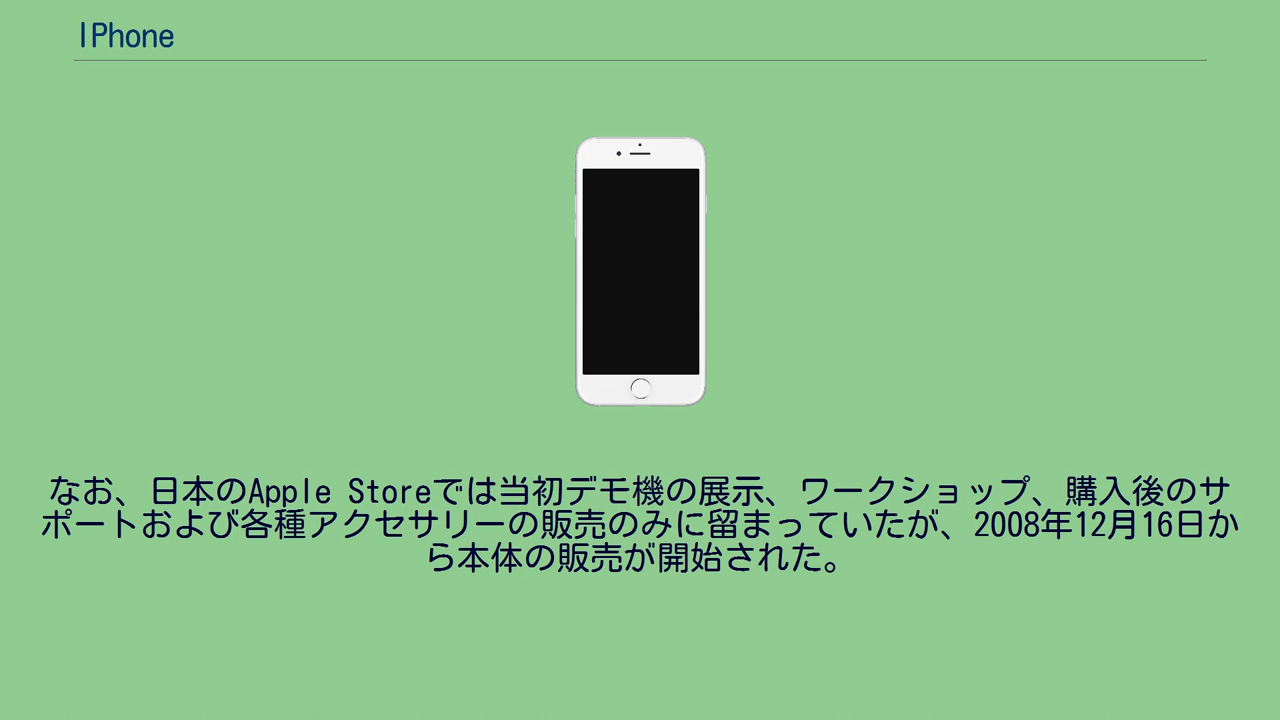 IPhone
なお、日本のApple Storeでは当初デモ機の展示、ワークショップ、購入後のサ
ポートおよび各種アクセサリーの販売のみに留まっていたが、2008年12月16日か
ら本体の販売が開始された。